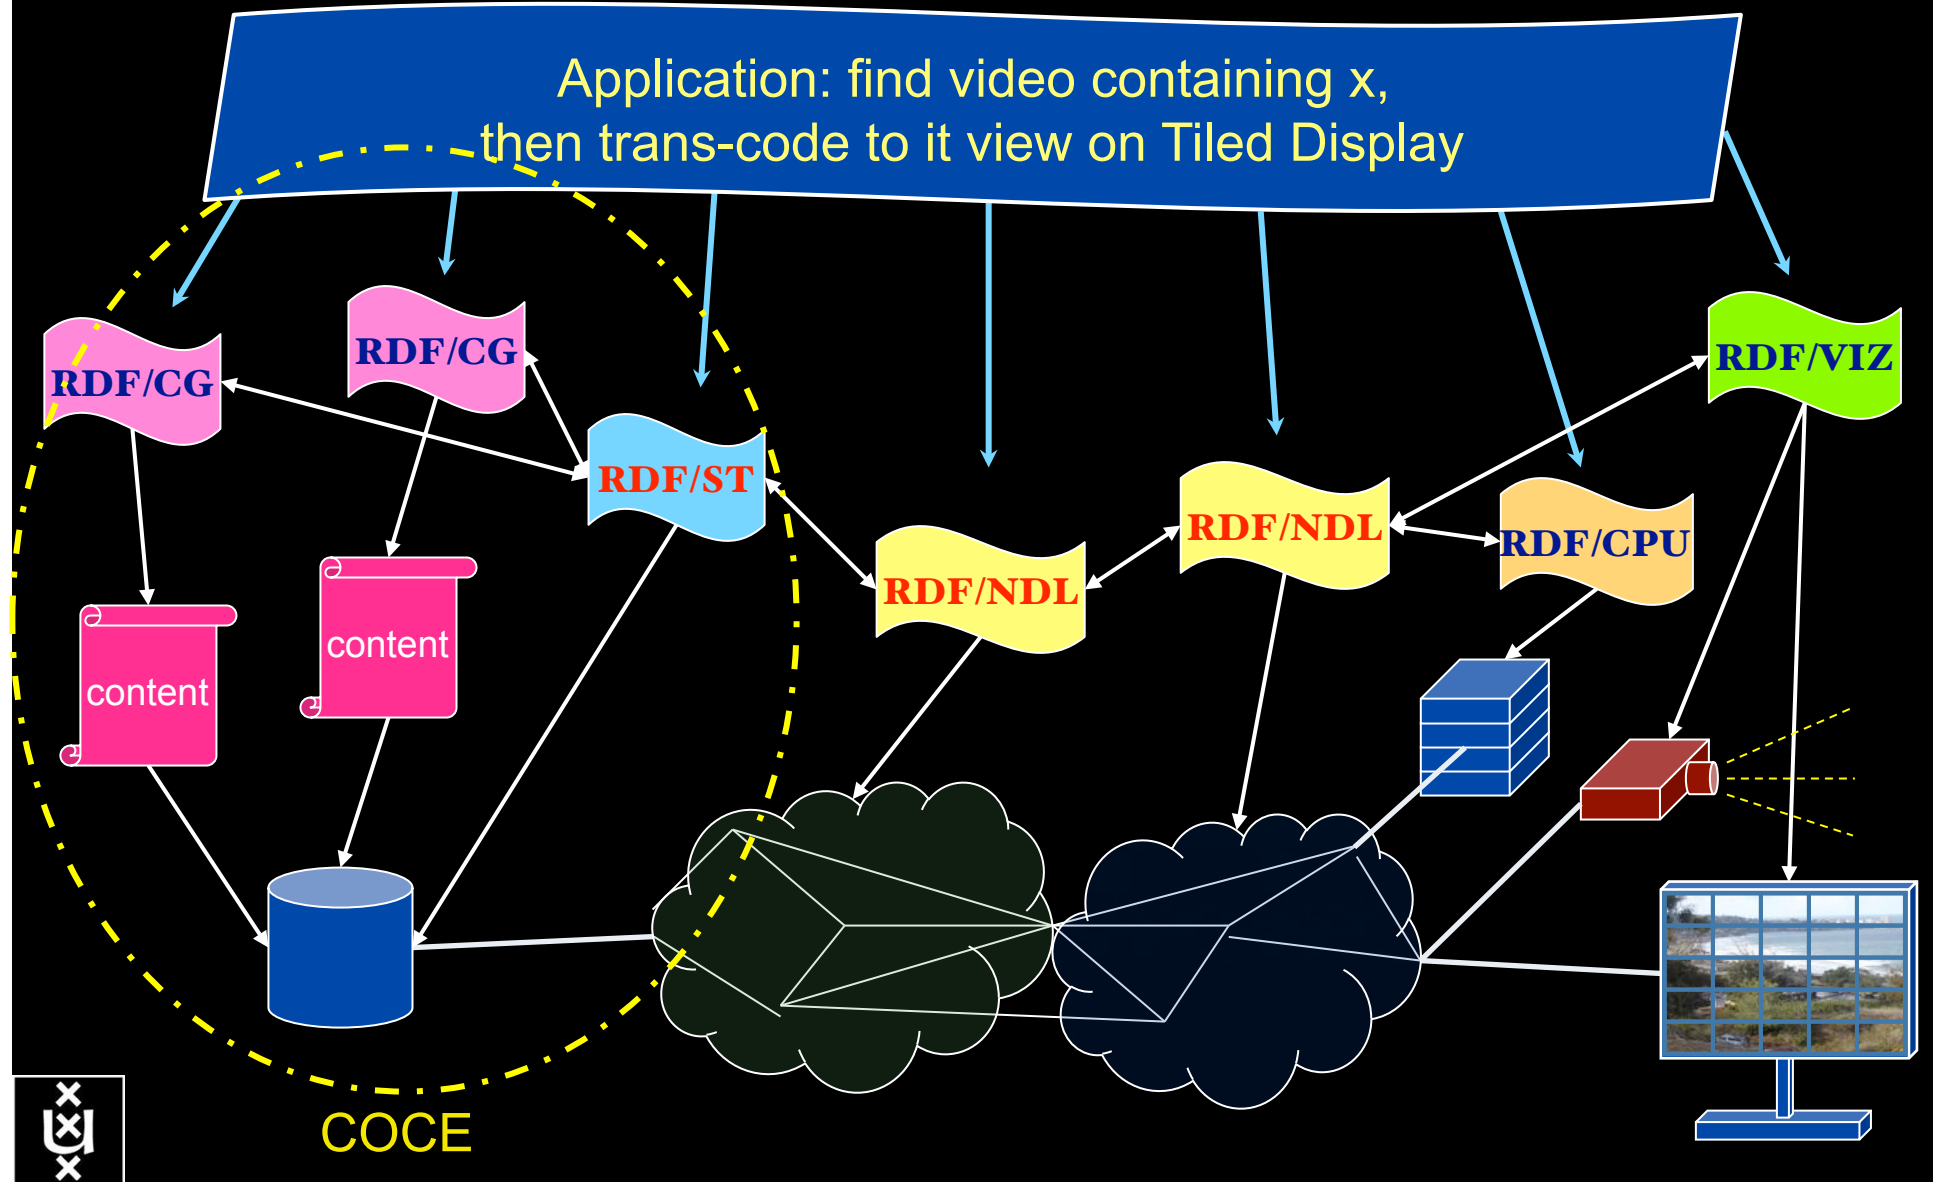 Application: find video containing x,
then trans-code to it view on Tiled Display
RDF/CG
RDF/CG
RDF/VIZ
RDF/ST
RDF/NDL
RDF/CPU
RDF/NDL
content
content
COCE